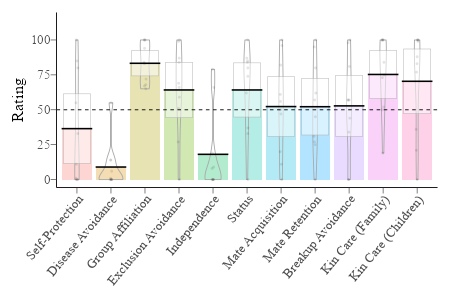 Rating
100
75
50
25
0
Self-Protection
Disease Avoidance
Group Affiliation
Exclusion Avoidance
Independence
Status
Mate Acquisition
Mate Retention
Breakup Avoidance
Kin Care (Family)
Kin Care (Children)